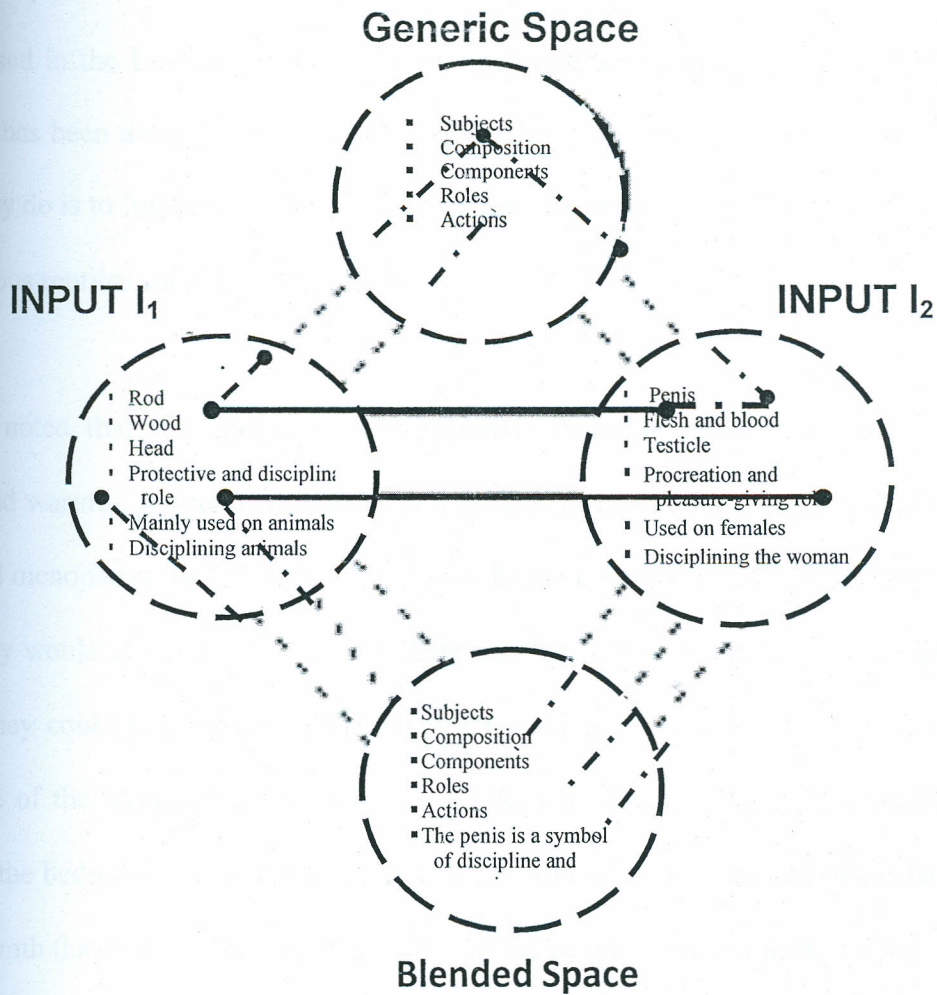 Generic Space
Subjects
Composition
Components
Roles
Actions
INPUT I₁
INPUT I₂
Rod
Wood
Head
Protective and disciplina
role
Mainly used on animals
Disciplining animals
Penis
Flesh and blood
Testicle
Procreation and
pleasure-giving role
Used on females
Disciplining the woman
Subjects
Composition
Components
Roles
Actions
The penis is a symbol
of discipline and
Blended Space